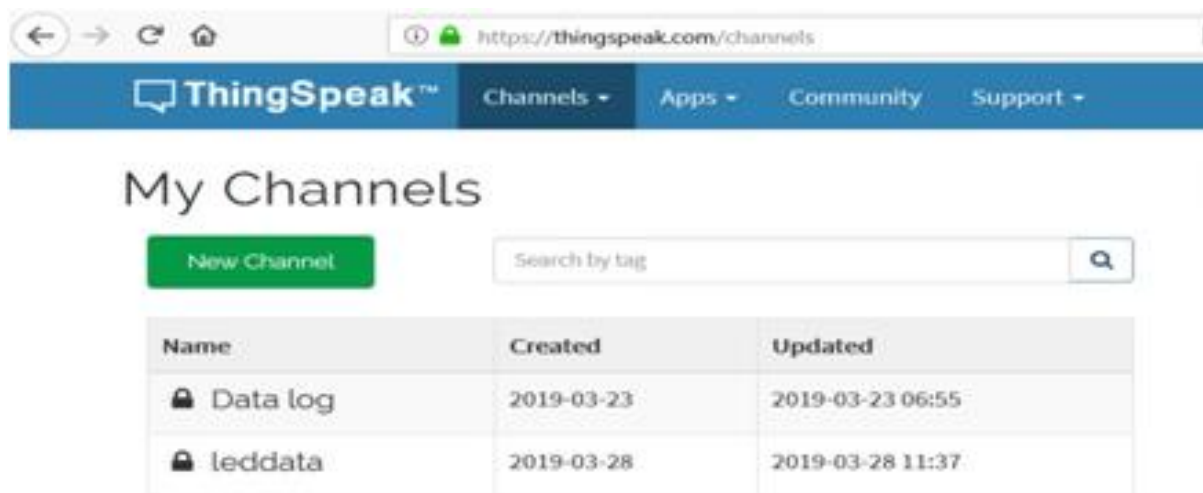 https://thingspeak.com/channels
ThingSpeak™ Channels Apps Community Support
My Channels
New Channel Search by tag
Name Created Updated
Data log 2019-03-23 2019-03-23 06:55
leddata 2019-03-28 2019-03-28 11:37